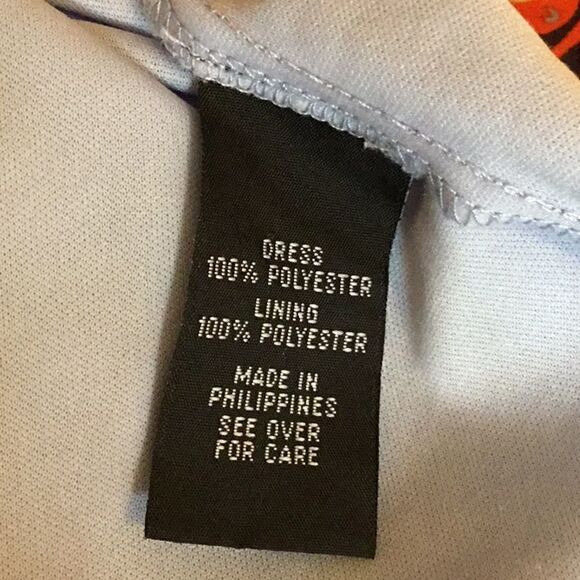 DRESS
100% POLYESTER
LINING
100% POLYESTER
MADE IN
PHILIPPINES
SEE OVER
FOR CARE